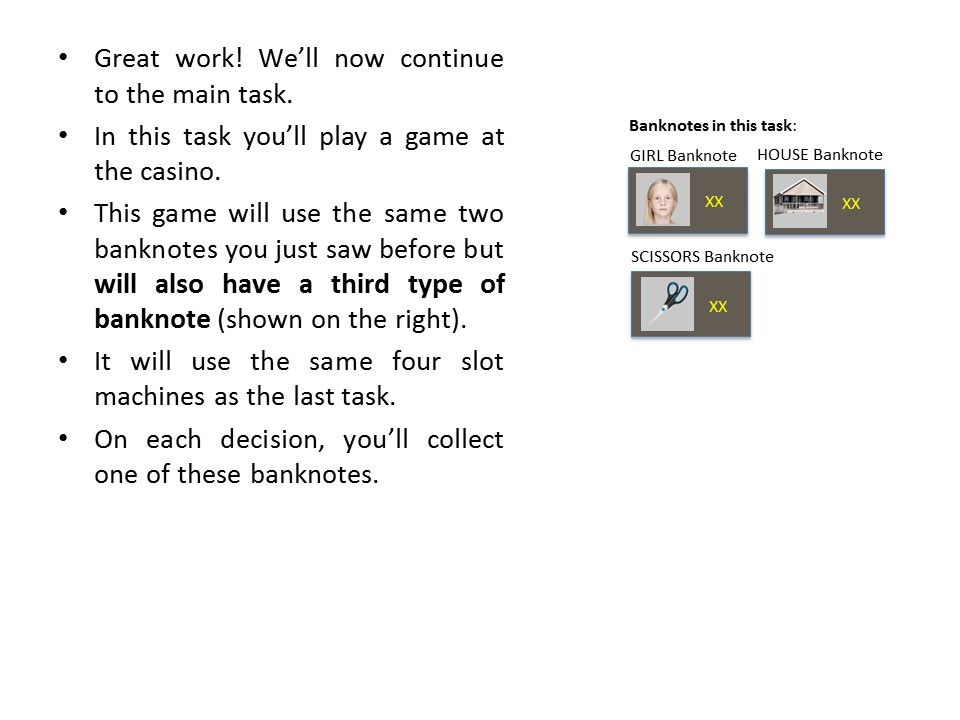 • Great work! We’ll now continue
to the main task.
• In this task you’ll play a game at
the casino.
• This game will use the same two
banknotes you just saw before but
will also have a third type of
banknote (shown on the right).
• It will use the same four slot
machines as the last task.
• On each decision, you’ll collect
one of these banknotes.
Banknotes in this task:
GIRL Banknote
HOUSE Banknote
XX
XX
SCISSORS Banknote
XX